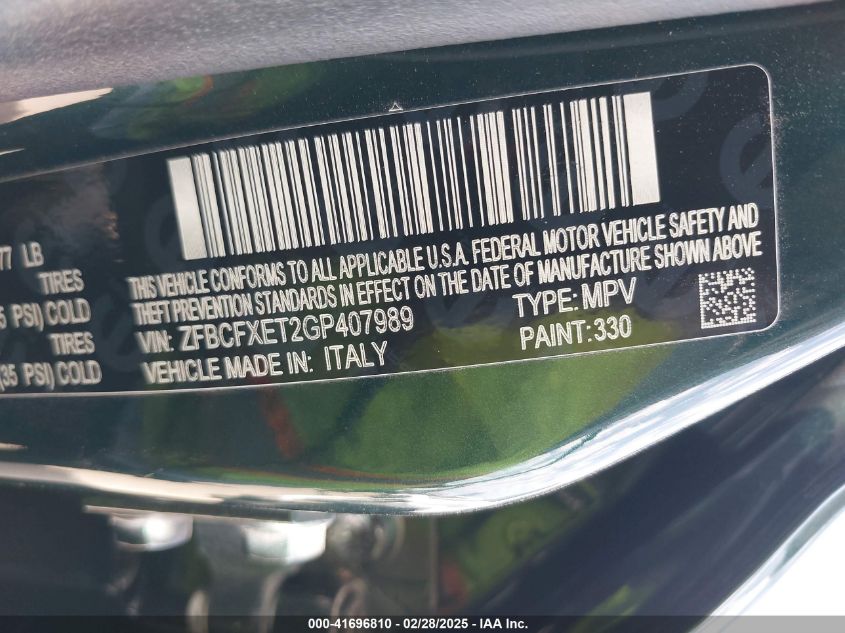 77 LB
TIRES
5 PSI) COLD
TIRES
(35 PSI) COLD
THIS VEHICLE CONFORMS TO ALL APPLICABLE U.S.A. FEDERAL MOTOR VEHICLE SAFETY AND
THEFT PREVENTION STANDARDS IN EFFECT ON THE DATE OF MANUFACTURE SHOWN ABOVE
VIN: ZFBCFXET2GP407989 TYPE: MPV
VEHICLE MADE IN: ITALY PAINT: 330
000-41696810 / 02/28/2025 - IAA Inc.